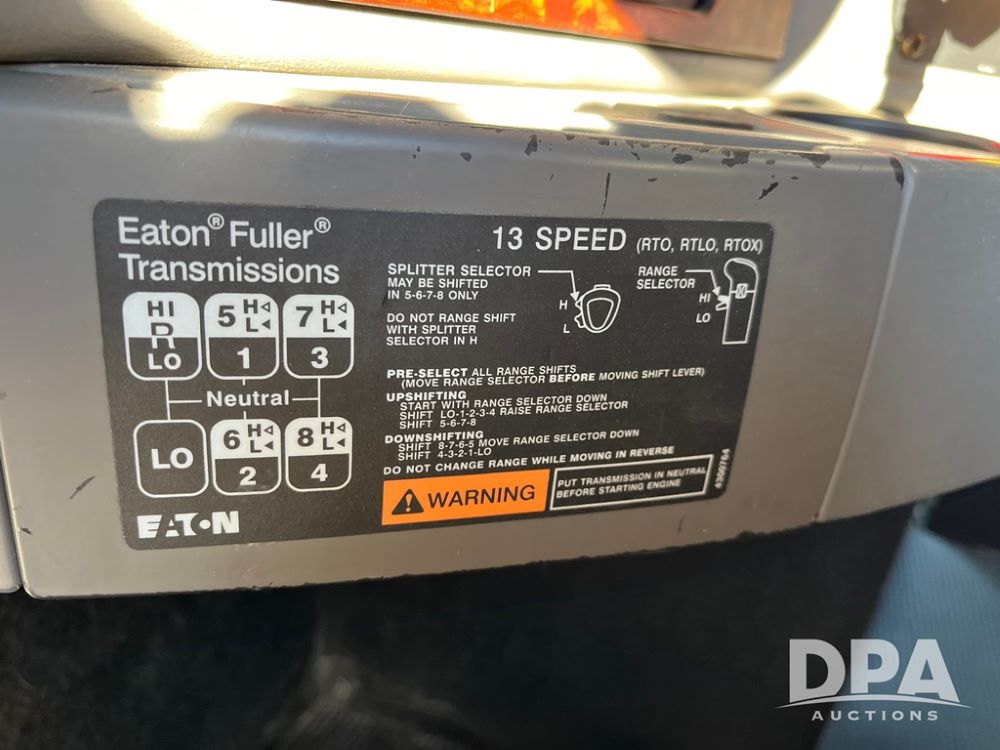 Eaton® Fuller®
Transmissions
HI
R
LO
5 H
L
1
7 H
L
3
Neutral
LO
6 H
L
2
8 H
L
4
EATON
13 SPEED (RTO, RTLO, RTOX)
SPLITTER SELECTOR
MAY BE SHIFTED
IN 5-6-7-8 ONLY
DO NOT RANGE SHIFT
WITH SPLITTER
SELECTOR IN H
H
L
RANGE
SELECTOR
HI
LO
PRE-SELECT ALL RANGE SHIFTS
(MOVE RANGE SELECTOR BEFORE MOVING SHIFT LEVER)
UPSHIFTING
START WITH RANGE SELECTOR DOWN
SHIFT LO-1-2-3-4 RAISE RANGE SELECTOR
SHIFT 5-6-7-8
DOWNSHIFTING
SHIFT 8-7-6-5 MOVE RANGE SELECTOR DOWN
SHIFT 4-3-2-1-LO
DO NOT CHANGE RANGE WHILE MOVING IN REVERSE
WARNING
PUT TRANSMISSION IN NEUTRAL
BEFORE STARTING ENGINE
4300764
DPA
AUCTIONS